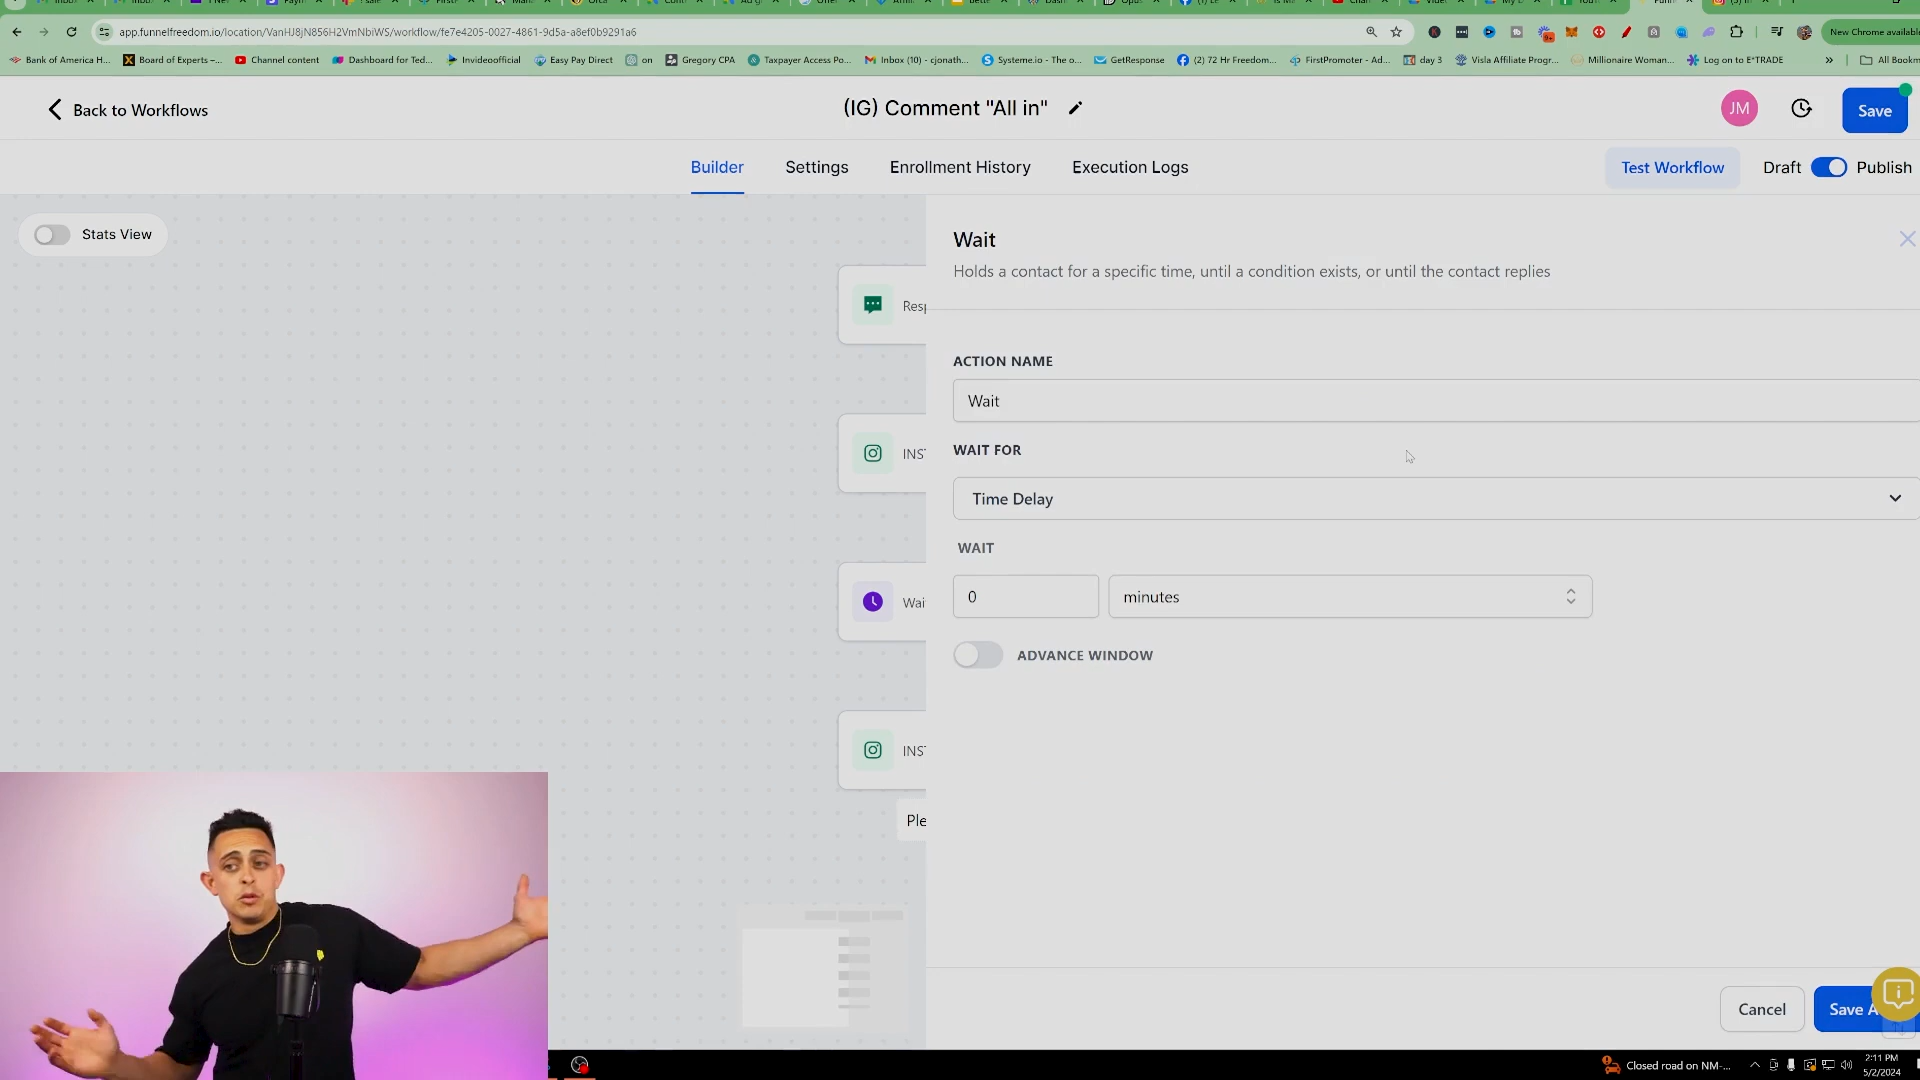 app.funnelfreedom.io/location/VanHJ8jN856H2VmNbiWS/workflow/fe7e4205-0027-4861-9d5a-a8ef0b9291a6
New Chrome available
Bank of America H...
Board of Experts –...
Channel content
Dashboard for Ted...
Invideoofficial
Easy Pay Direct
on
Gregory CPA
Taxpayer Access Po...
Inbox (10) - cjonath...
Systeme.io - The o...
GetResponse
(2) 72 Hr Freedom...
FirstPromoter - Ad...
day 3
Visla Affiliate Progr...
Millionaire Woman...
Log on to E*TRADE
»
All Bookm
Back to Workflows
(IG) Comment "All in"
JM
Save
Builder
Settings
Enrollment History
Execution Logs
Test Workflow
Draft
Publish
Stats View
Resp
INST
Wai
INST
Ple
Wait
Holds a contact for a specific time, until a condition exists, or until the contact replies
ACTION NAME
Wait
WAIT FOR
Time Delay
WAIT
0
minutes
ADVANCE WINDOW
Cancel
Save A
Closed road on NM-...
2:11 PM
5/2/2024